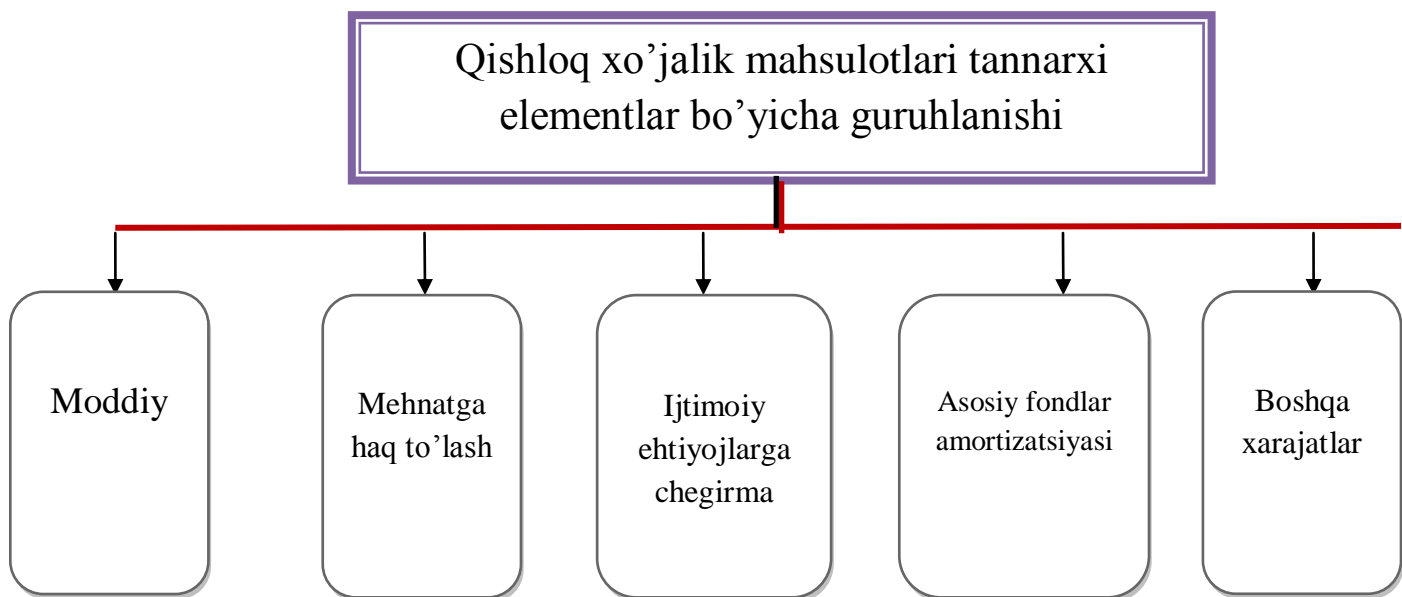 Qishloq xo’jalik mahsulotlari tannarxi
elementlar bo’yicha guruhlanishi
Moddiy
Mehnatga
haq to’lash
Ijtimoiy
ehtiyojlarga
chegirma
Asosiy fondlar
amortizatsiyasi
Boshqa
xarajatlar